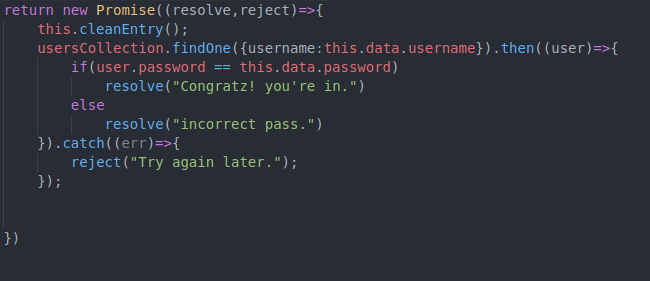 return new Promise((resolve,reject)=>{
    this.cleanEntry();
    usersCollection.findOne({username:this.data.username}).then((user)=>{
        if(user.password == this.data.password)
            resolve("Congratz! you're in.")
        else
            resolve("incorrect pass.")
    }).catch((err)=>{
        reject("Try again later.");
    });
})